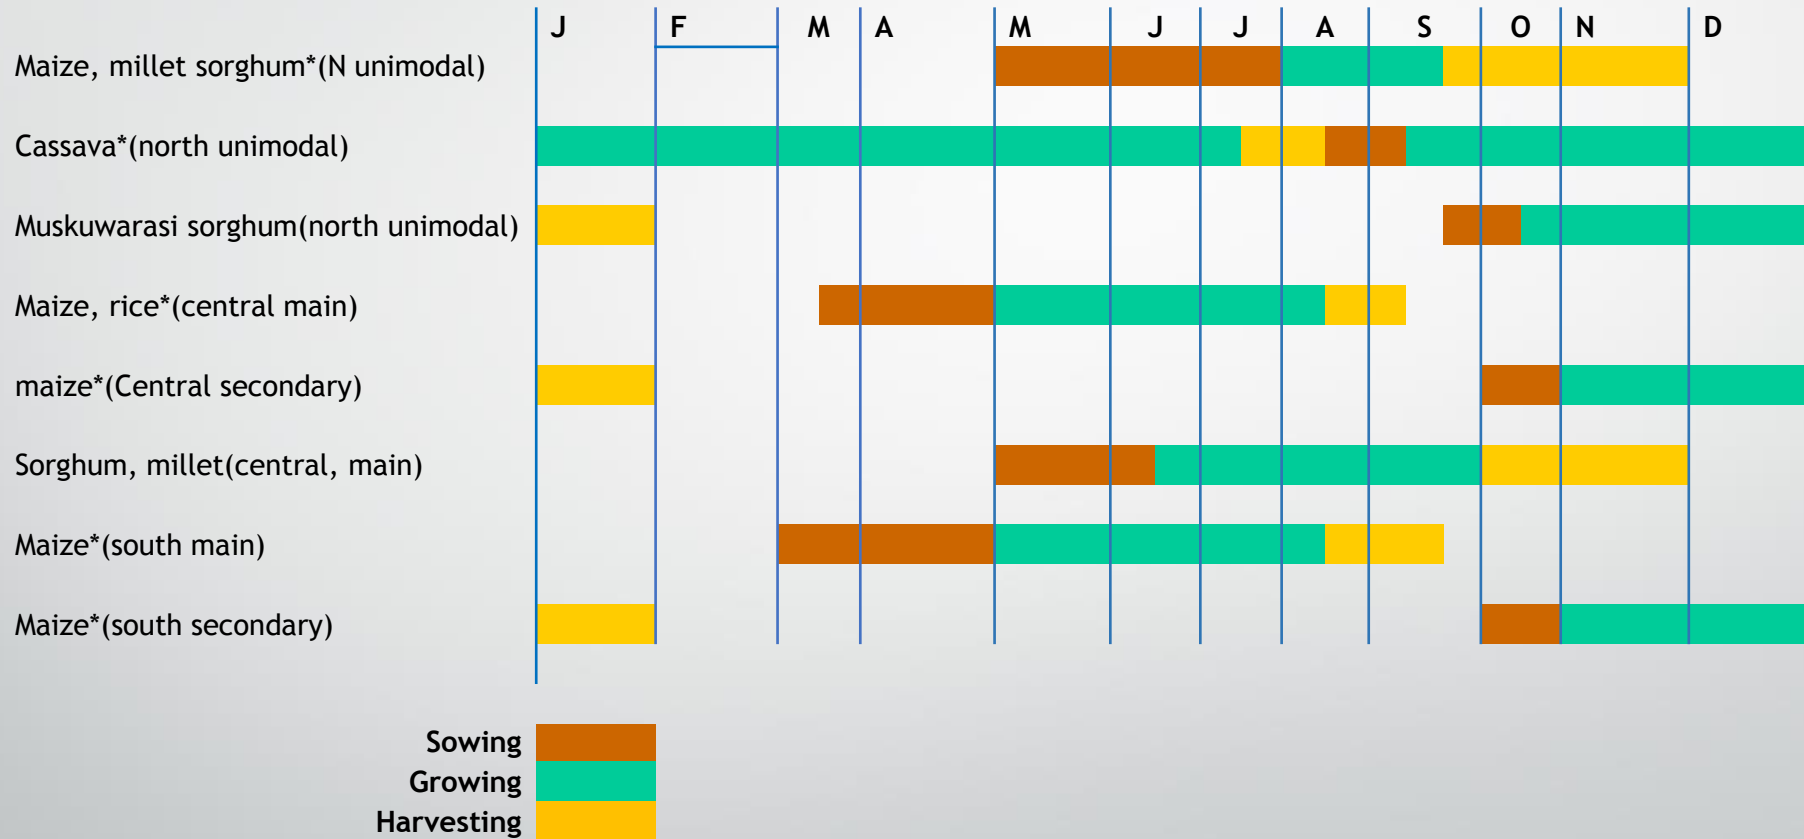 J F M A M J J A S O N D
Maize, millet sorghum*(N unimodal)
Cassava*(north unimodal)
Muskuwarasi sorghum(north unimodal)
Maize, rice*(central main)
maize*(Central secondary)
Sorghum, millet(central, main)
Maize*(south main)
Maize*(south secondary)
Sowing
Growing
Harvesting